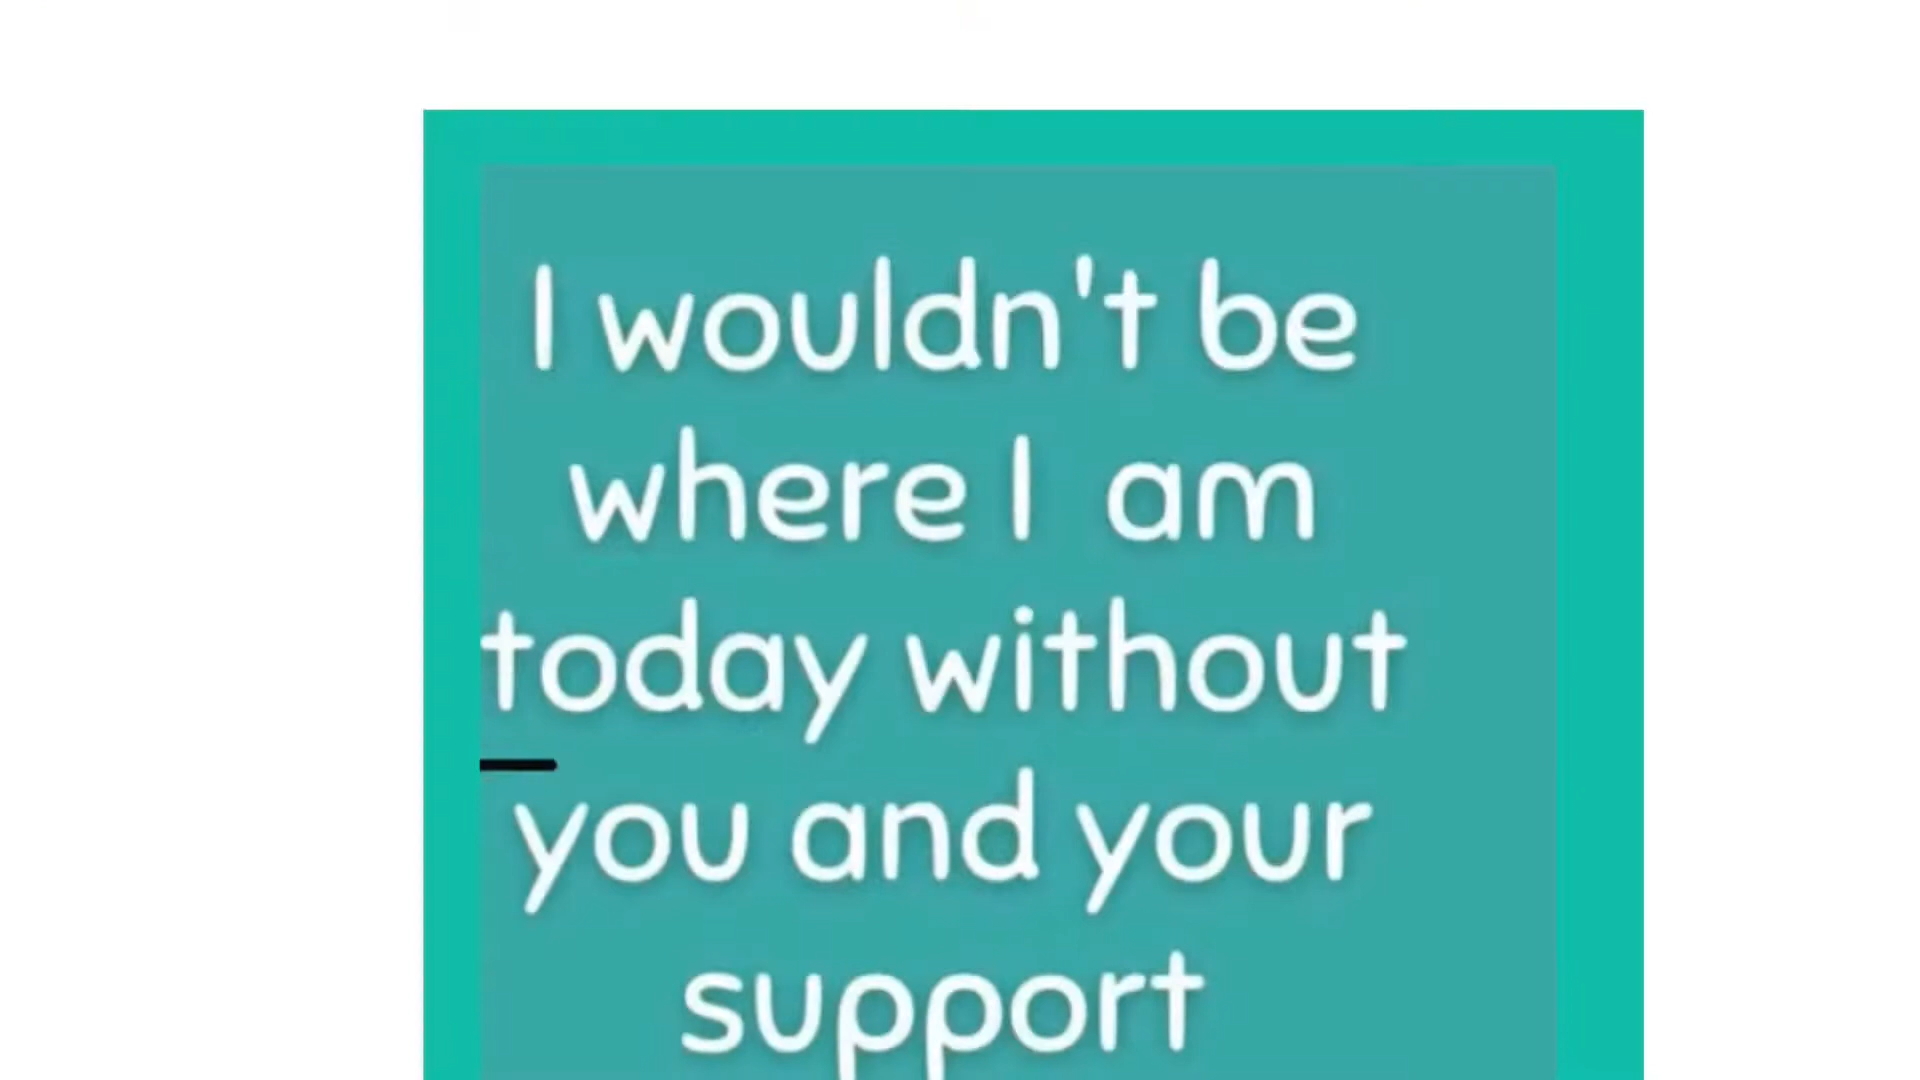 I wouldn't be
where I am
today without
you and your
support